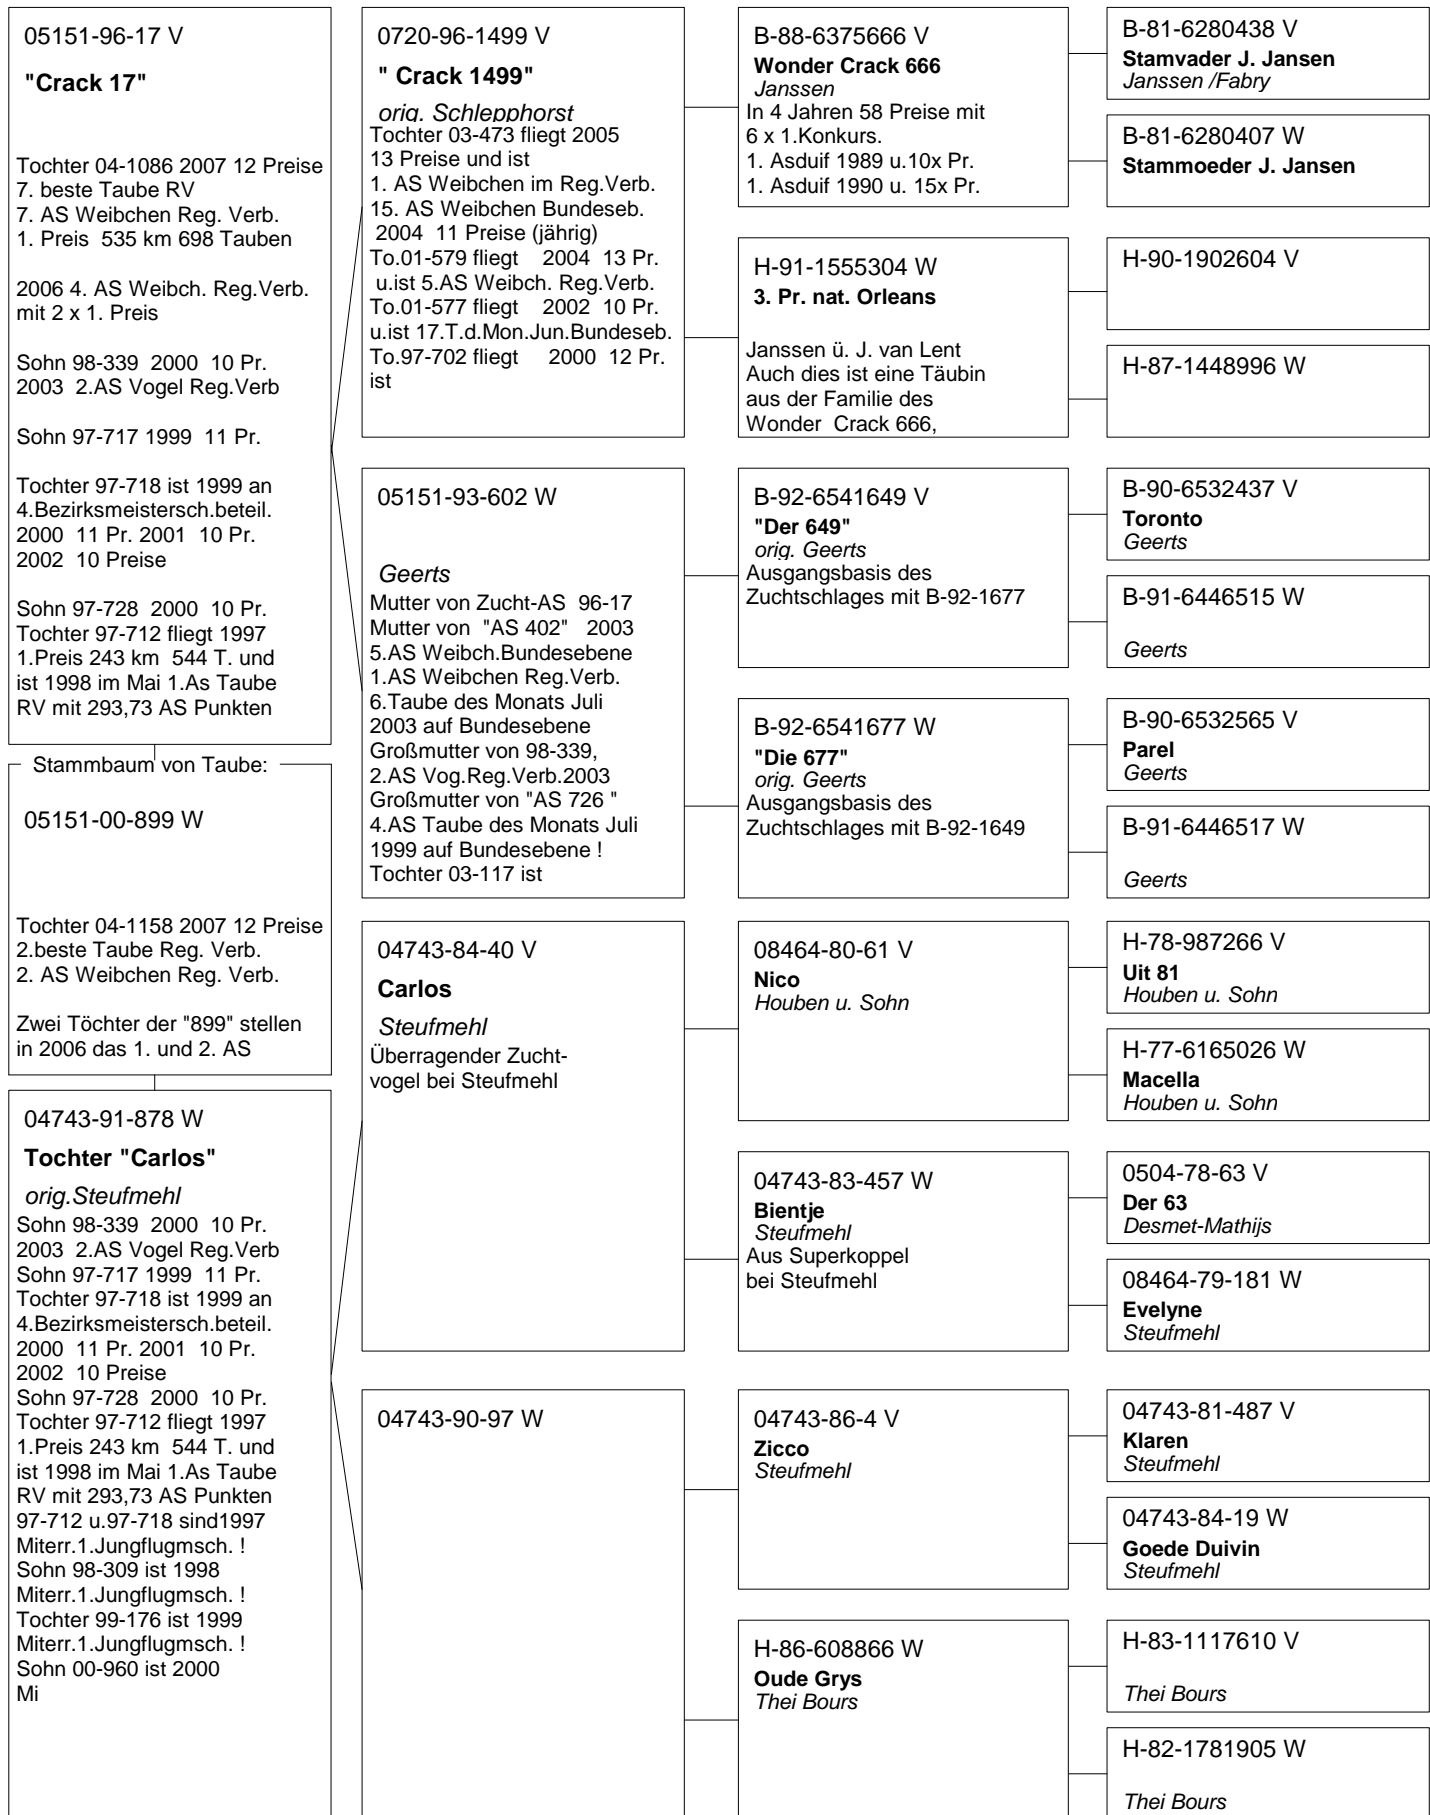 05151-96-17 V
"Crack 17"
Tochter 04-1086 2007 12 Preise
7. beste Taube RV
7. AS Weibchen Reg. Verb.
1. Preis 535 km 698 Tauben
2006 4. AS Weibch. Reg.Verb.
mit 2 x 1. Preis
Sohn 98-339 2000 10 Pr.
2003 2.AS Vogel Reg.Verb
Sohn 97-717 1999 11 Pr.
Tochter 97-718 ist 1999 an
4.Bezirksmeistersch.beteil.
2000 11 Pr. 2001 10 Pr.
2002 10 Preise
Sohn 97-728 2000 10 Pr.
Tochter 97-712 fliegt 1997
1.Preis 243 km 544 T. und
ist 1998 im Mai 1.As Taube
RV mit 293,73 AS Punkten
Stammbaum von Taube:
05151-00-899 W
Tochter 04-1158 2007 12 Preise
2.beste Taube Reg. Verb.
2. AS Weibchen Reg. Verb.
Zwei Töchter der "899" stellen
in 2006 das 1. und 2. AS
04743-91-878 W
Tochter "Carlos"
orig.Steufmehl
Sohn 98-339 2000 10 Pr.
2003 2.AS Vogel Reg.Verb
Sohn 97-717 1999 11 Pr.
Tochter 97-718 ist 1999 an
4.Bezirksmeistersch.beteil.
2000 11 Pr. 2001 10 Pr.
2002 10 Preise
Sohn 97-728 2000 10 Pr.
Tochter 97-712 fliegt 1997
1.Preis 243 km 544 T. und
ist 1998 im Mai 1.As Taube
RV mit 293,73 AS Punkten
97-712 u.97-718 sind1997
Miterr.1.Jungflugmsch. !
Sohn 98-309 ist 1998
Miterr.1.Jungflugmsch. !
Tochter 99-176 ist 1999
Miterr.1.Jungflugmsch. !
Sohn 00-960 ist 2000
Mi
0720-96-1499 V
" Crack 1499"
orig. Schlepphorst
Tochter 03-473 fliegt 2005
13 Preise und ist
1. AS Weibchen im Reg.Verb.
15. AS Weibchen Bundeseb.
2004 11 Preise (jährig)
To.01-579 fliegt 2004 13 Pr.
u.ist 5.AS Weibch. Reg.Verb.
To.01-577 fliegt 2002 10 Pr.
u.ist 17.T.d.Mon.Jun.Bundeseb.
To.97-702 fliegt 2000 12 Pr.
ist
05151-93-602 W
Geerts
Mutter von Zucht-AS 96-17
Mutter von "AS 402" 2003
5.AS Weibch.Bundesebene
1.AS Weibchen Reg.Verb.
6.Taube des Monats Juli
2003 auf Bundesebene
Großmutter von 98-339,
2.AS Vog.Reg.Verb.2003
Großmutter von "AS 726 "
4.AS Taube des Monats Juli
1999 auf Bundesebene !
Tochter 03-117 ist
04743-84-40 V
Carlos
Steufmehl
Überragender Zucht-
vogel bei Steufmehl
04743-90-97 W
B-88-6375666 V
Wonder Crack 666
Janssen
In 4 Jahren 58 Preise mit
6 x 1.Konkurs.
1. Asduif 1989 u.10x Pr.
1. Asduif 1990 u. 15x Pr.
H-91-1555304 W
3. Pr. nat. Orleans
Janssen ü. J. van Lent
Auch dies ist eine Täubin
aus der Familie des
Wonder Crack 666,
B-92-6541649 V
"Der 649"
orig. Geerts
Ausgangsbasis des
Zuchtschlages mit B-92-1677
B-92-6541677 W
"Die 677"
orig. Geerts
Ausgangsbasis des
Zuchtschlages mit B-92-1649
08464-80-61 V
Nico
Houben u. Sohn
04743-83-457 W
Bientje
Steufmehl
Aus Superkoppel
bei Steufmehl
04743-86-4 V
Zicco
Steufmehl
H-86-608866 W
Oude Grys
Thei Bours
B-81-6280438 V
Stamvader J. Jansen
Janssen /Fabry
B-81-6280407 W
Stammoeder J. Jansen
H-90-1902604 V
H-87-1448996 W
B-90-6532437 V
Toronto
Geerts
B-91-6446515 W
Geerts
B-90-6532565 V
Parel
Geerts
B-91-6446517 W
Geerts
H-78-987266 V
Uit 81
Houben u. Sohn
H-77-6165026 W
Macella
Houben u. Sohn
0504-78-63 V
Der 63
Desmet-Mathijs
08464-79-181 W
Evelyne
Steufmehl
04743-81-487 V
Klaren
Steufmehl
04743-84-19 W
Goede Duivin
Steufmehl
H-83-1117610 V
Thei Bours
H-82-1781905 W
Thei Bours